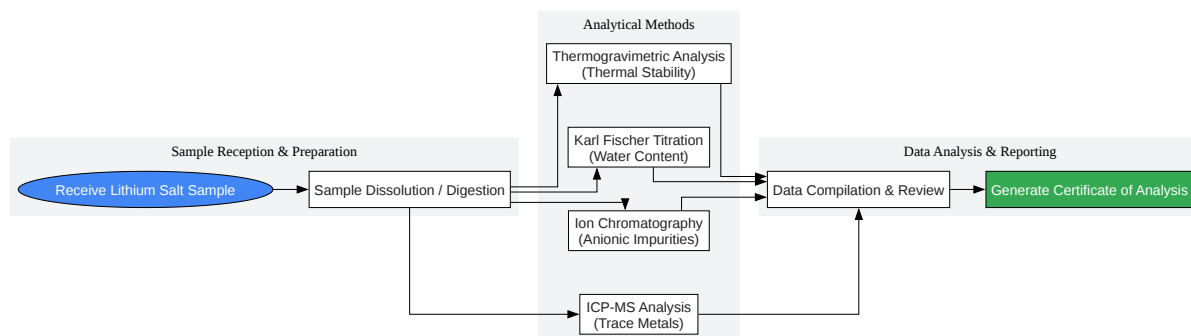 Analytical Methods
Thermogravimetric Analysis
(Thermal Stability)
Sample Reception & Preparation
Receive Lithium Salt Sample
Sample Dissolution / Digestion
Karl Fischer Titration
(Water Content)
Ion Chromatography
(Anionic Impurities)
ICP-MS Analysis
(Trace Metals)
Data Analysis & Reporting
Data Compilation & Review
Generate Certificate of Analysis